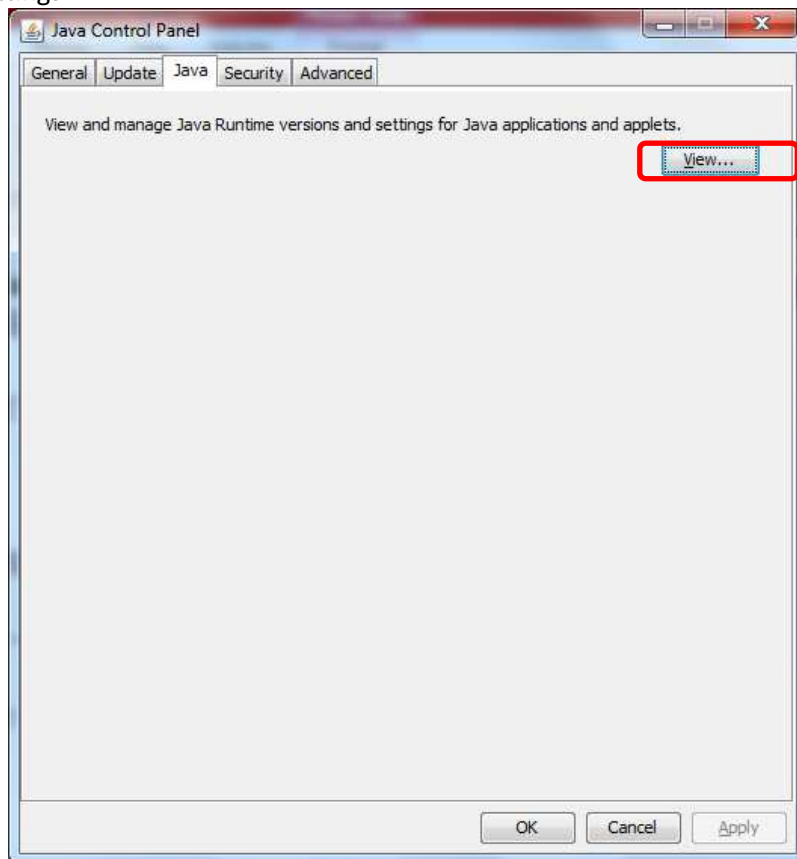 Java Control Panel
General Update Java Security Advanced
View and manage Java Runtime versions and settings for Java applications and applets.
View...
OK Cancel Apply